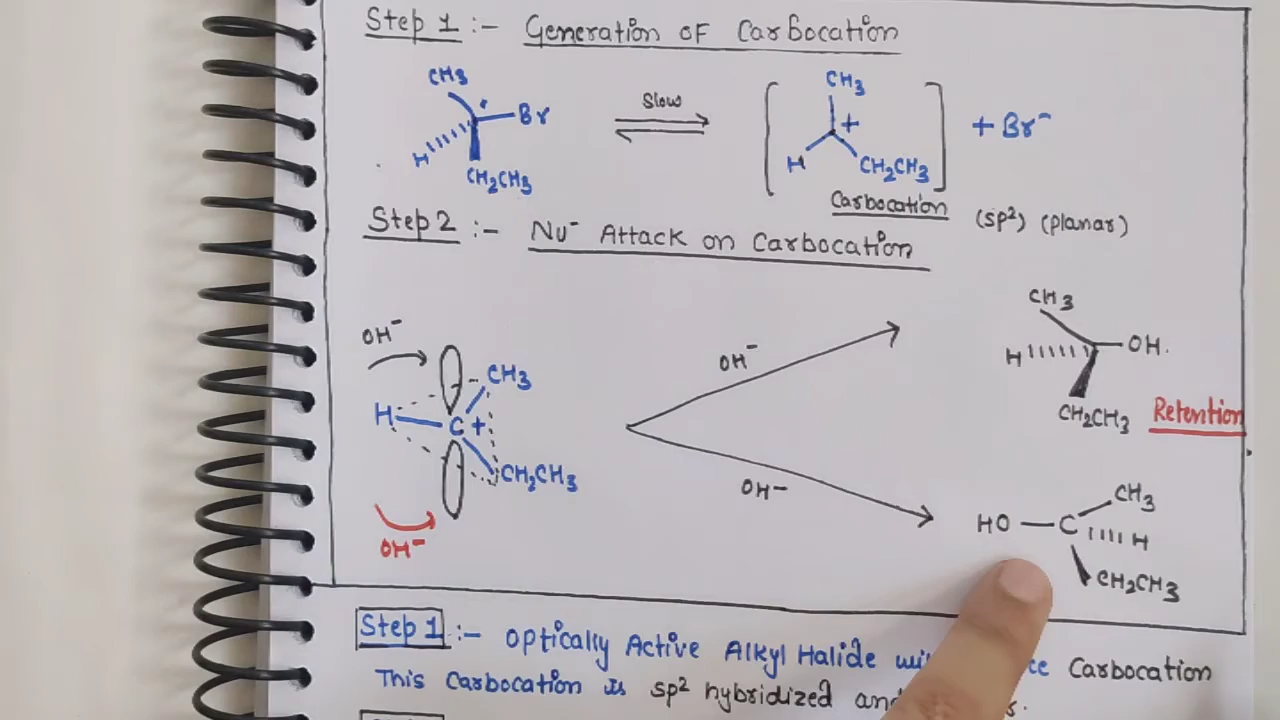 Step 1 :- Generation of Carbocation
CH3
Br
H
CH2CH3
Slow
CH3
+
H
CH2CH3
+ Br-
Carbocation (sp2) (planar)
Step 2 :- Nu- Attack on Carbocation
OH-
H C + CH3
CH2CH3
OH-
OH-
CH3
H OH.
CH2CH3 Retention
OH-
HO C CH3
H
CH2CH3
Step 1 :- Optically Active Alkyl Halide Carbocation
This Carbocation is sp2 hybridized